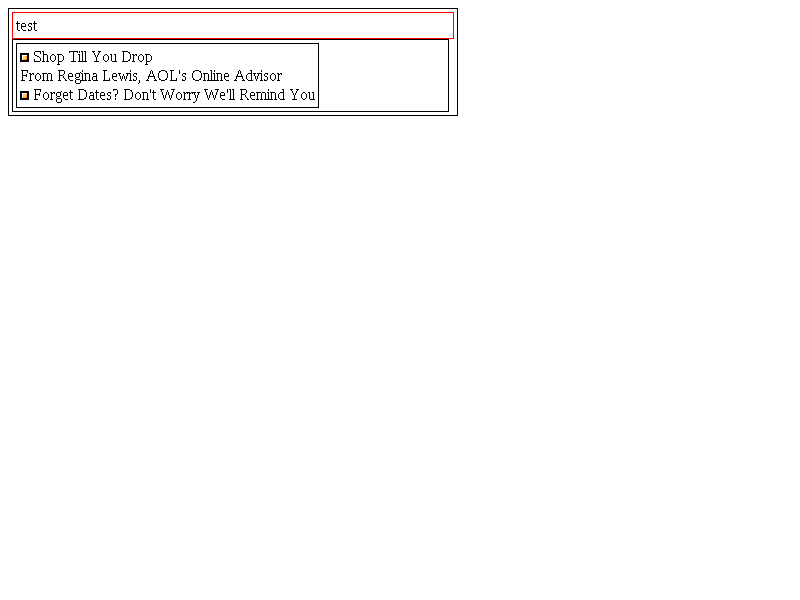 test
Shop Till You Drop
From Regina Lewis, AOL's Online Advisor
Forget Dates? Don't Worry We'll Remind You